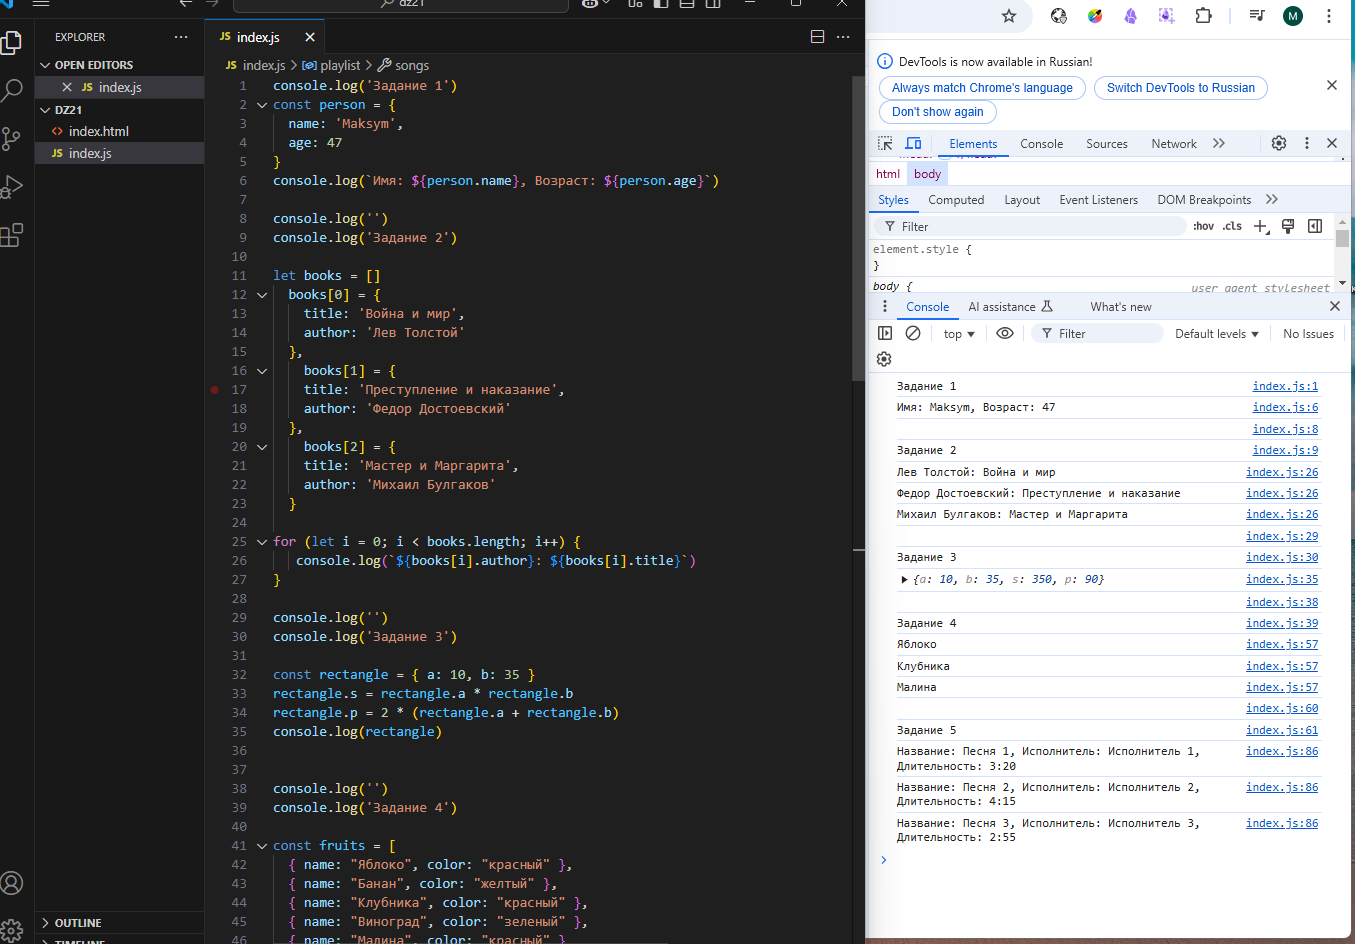 dz21
EXPLORER
OPEN EDITORS
JS index.js
DZ21
<> index.html
JS index.js
OUTLINE
TIMELINE
JS index.js
JS index.js > playlist > songs
1 console.log('Задание 1')
2 const person = {
3 name: 'Maksym',
4 age: 47
5 }
6 console.log(`Имя: ${person.name}, Возраст: ${person.age}`)
7
8 console.log('')
9 console.log('Задание 2')
10
11 let books = []
12 books[0] = {
13 title: 'Война и мир',
14 author: 'Лев Толстой'
15 },
16 books[1] = {
17 title: 'Преступление и наказание',
18 author: 'Федор Достоевский'
19 },
20 books[2] = {
21 title: 'Мастер и Маргарита',
22 author: 'Михаил Булгаков'
23 }
24
25 for (let i = 0; i < books.length; i++) {
26 console.log(`${books[i].author}: ${books[i].title}`)
27 }
28
29 console.log('')
30 console.log('Задание 3')
31
32 const rectangle = { a: 10, b: 35 }
33 rectangle.s = rectangle.a * rectangle.b
34 rectangle.p = 2 * (rectangle.a + rectangle.b)
35 console.log(rectangle)
36
37
38 console.log('')
39 console.log('Задание 4')
40
41 const fruits = [
42 { name: "Яблоко", color: "красный" },
43 { name: "Банан", color: "желтый" },
44 { name: "Клубника", color: "красный" },
45 { name: "Виноград", color: "зеленый" },
46 { name: "Малина", color: "красный" }
M
DevTools is now available in Russian!
Always match Chrome's language
Switch DevTools to Russian
Don't show again
Elements Console Sources Network
html body
Styles Computed Layout Event Listeners DOM Breakpoints
Filter :hov .cls
element.style {
}
body {
user agent stylesheet
Console AI assistance What's new
top Filter Default levels No Issues
Задание 1 index.js:1
Имя: Maksym, Возраст: 47 index.js:6
index.js:8
Задание 2 index.js:9
Лев Толстой: Война и мир index.js:26
Федор Достоевский: Преступление и наказание index.js:26
Михаил Булгаков: Мастер и Маргарита index.js:26
index.js:29
Задание 3 index.js:30
{a: 10, b: 35, s: 350, p: 90} index.js:35
index.js:38
Задание 4 index.js:39
Яблоко index.js:57
Клубника index.js:57
Малина index.js:57
index.js:60
Задание 5 index.js:61
Название: Песня 1, Исполнитель: Исполнитель 1, index.js:86
Длительность: 3:20
Название: Песня 2, Исполнитель: Исполнитель 2, index.js:86
Длительность: 4:15
Название: Песня 3, Исполнитель: Исполнитель 3, index.js:86
Длительность: 2:55